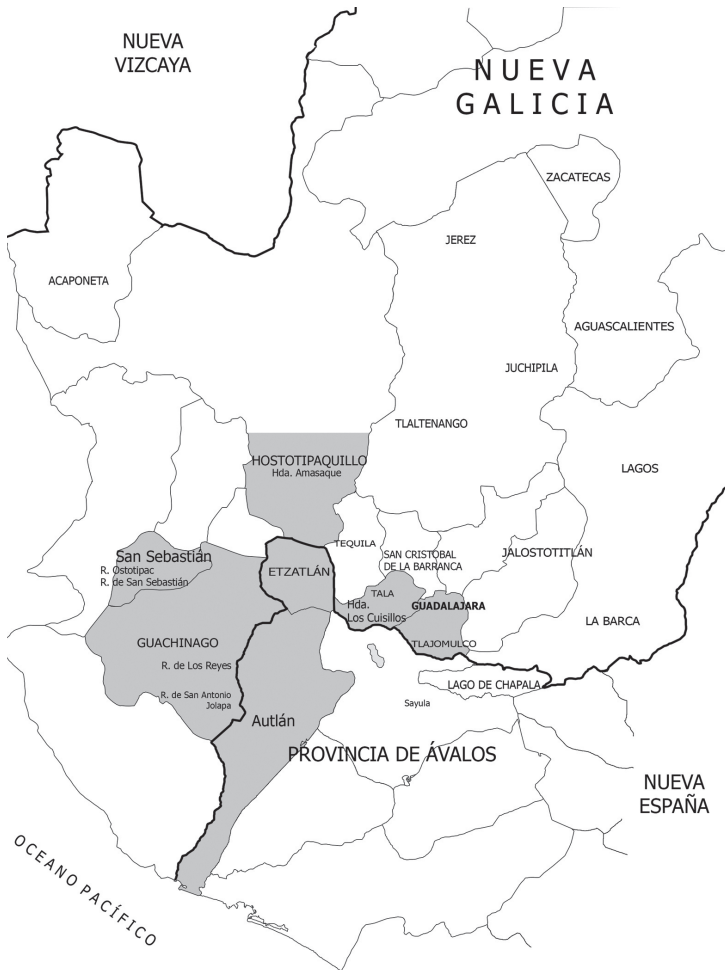 NUEVA
VIZCAYA
NUEVA
GALICIA
ZACATECAS
JEREZ
ACAPONETA
AGUASCALIENTES
JUCHIPILA
TLALTENANGO
HOSTOTIPAQUILLO
Hda. Amasaque
LAGOS
TEQUILA
SAN CRISTOBAL
DE LA BARRANCA
JALOSTOTITLÁN
San Sebastián
R. Ostotipac
R. de San Sebastián
ETZATLÁN
TALA
Hda.
Los Cuisillos
GUADALAJARA
LA BARCA
GUACHINAGO
TLAJOMULCO
R. de Los Reyes
LAGO DE CHAPALA
R. de San Antonio
Jolapa
Sayula
Autlán
PROVINCIA DE ÁVALOS
NUEVA
ESPAÑA
OCEANO PACÍFICO